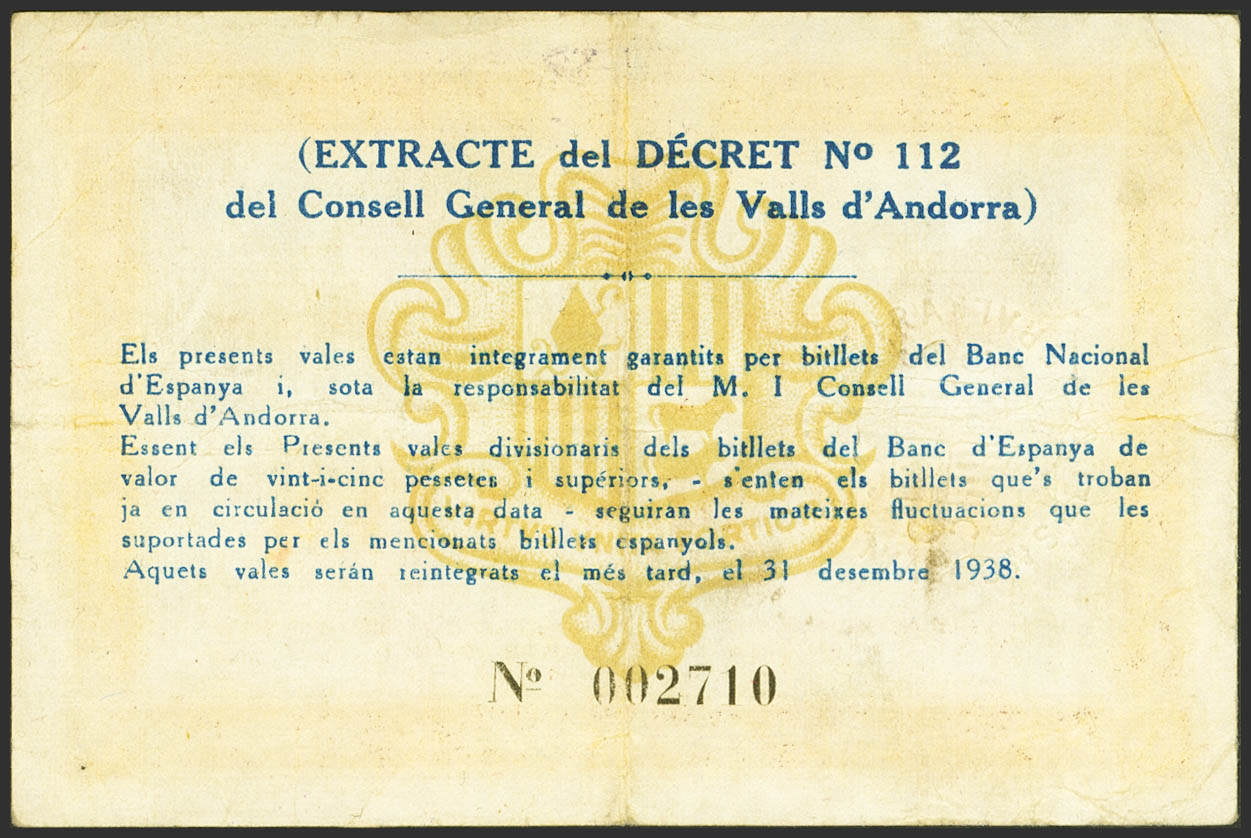 (EXTRACTE del DÉCRET Nº 112
del Consell General de les Valls d'Andorra)
Els presents vales estan integrament garantits per bitllets del Banc Nacional
d'Espanya i, sota la responsabilitat del M. I Consell General de les
Valls d'Andorra.
Essent els Presents vales divisionaris dels bitllets del Banc d'Espanya de
valor de vint-i-cinc péssetes i supériors, - s'enten els bitllets que's troban
ja en circulació en aquesta data - seguiran les mateixes fluctuacions que les
suportades per els mencionats bitllets espanyols.
Aquets vales serán reintegrats el més tard, el 31 desembre 1938.
Nº 002710